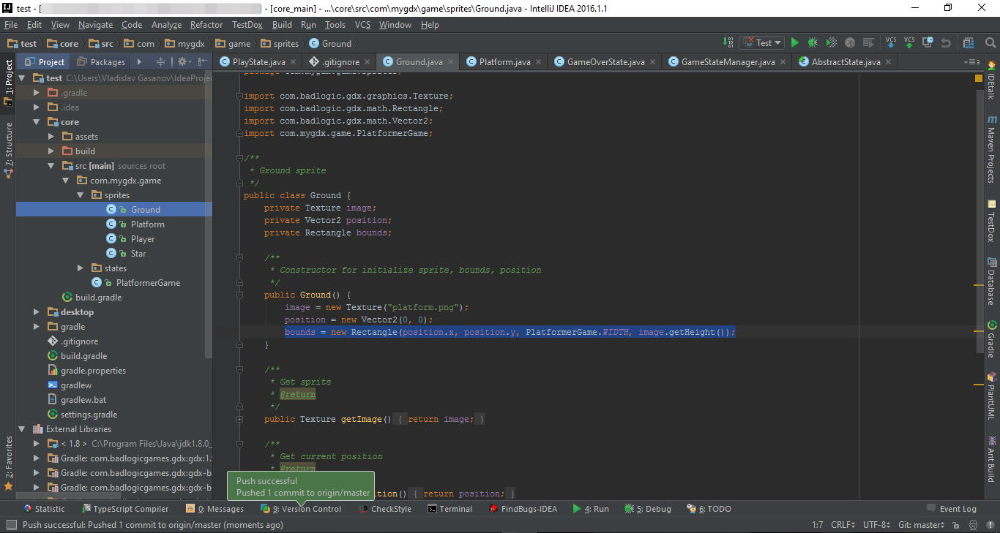 test - [ ] - [core_main] - ...\core\src\com\mygdx\game\sprites\Ground.java - IntelliJ IDEA 2016.1.1
File Edit View Navigate Code Analyze Refactor TestDox Build Run Tools VCS Window Help
test core src com mygdx game sprites Ground Test VCS VCS
Project Packages
PlayState.java .gitignore Ground.java Platform.java GameOverState.java GameStateManager.java AbstractState.java
1: Project
7: Structure
2: Favorites
test C:\Users\Vladislav Gasanov\IdeaProje
.gradle
.idea
core
assets
build
src [main] sources root
com.mygdx.game
sprites
Ground
Platform
Player
Star
states
PlatformerGame
build.gradle
desktop
gradle
.gitignore
build.gradle
gradle.properties
gradlew
gradlew.bat
settings.gradle
External Libraries
< 1.8 > C:\Program Files\Java\jdk1.8.0_
Gradle: com.badlogicgames.gdx:gdx:1.9
Gradle: com.badlogicgames.gdx:gdx-b
Gradle: com.badlogicgames.gdx:gdx-b
import com.badlogic.gdx.graphics.Texture;
import com.badlogic.gdx.math.Rectangle;
import com.badlogic.gdx.math.Vector2;
import com.mygdx.game.PlatformerGame;
/**
* Ground sprite
*/
public class Ground {
private Texture image;
private Vector2 position;
private Rectangle bounds;
/**
* Constructor for initialize sprite, bounds, position
*/
public Ground() {
image = new Texture("platform.png");
position = new Vector2(0, 0);
bounds = new Rectangle(position.x, position.y, PlatformerGame.WIDTH, image.getHeight());
}
/**
* Get sprite
* @return
*/
public Texture getImage() { return image; }
/**
* Get current position
* @return
ition() { return position; }
Push successful
Pushed 1 commit to origin/master
IDEtalk
Maven Projects
TestDox
Database
Gradle
PlantUML
Ant Build
Statistic TypeScript Compiler 0: Messages 9: Version Control CheckStyle Terminal FindBugs-IDEA 4: Run 5: Debug 6: TODO Event Log
Push successful: Pushed 1 commit to origin/master (moments ago) 1:7 CRLF UTF-8 Git: master